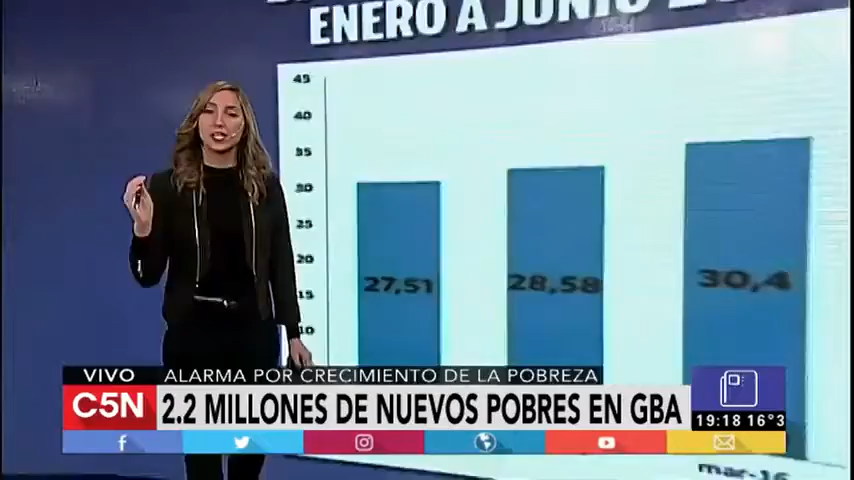 ENERO A JUNIO
45
40
35
30
25
20
15
10
27,51
28,58
30,4
mar-16
VIVO
ALARMA POR CRECIMIENTO DE LA POBREZA
C5N
2.2 MILLONES DE NUEVOS POBRES EN GBA
19:18 16°3